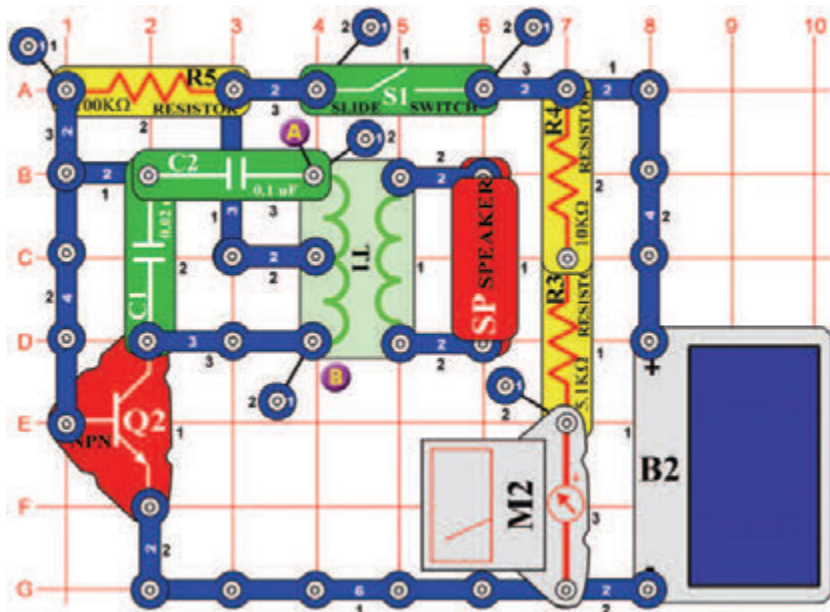 1 2 3 4 5 6 7 8 9 10
1 2 2 1
A R5 2 S1 3 2 1 2
00KΩ RESISTOR 3 SLIDE SWITCH R4 RESISTOR
3 2 2
A 1 2
B 2 C2 2 2
1 0.1 uF 3 10KΩ 2 4 2
0.02 1 3
C 2 T1 SP SPEAKER
2 4 C1 2 2 1 1 R3 RESISTOR 1
D 3 2
3 2 +
B 1 2 1 2 5.1KΩ
E NPN Q2 1 1
M2 + B2
F 3
2 2
G 6 2 -
1 2